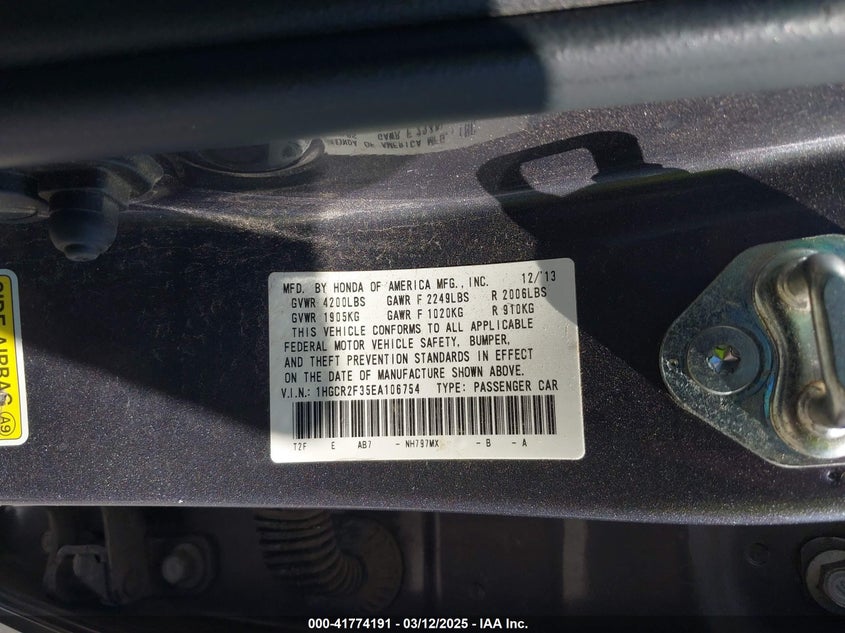 MFD. BY HONDA OF AMERICA MFG., INC. 12/13
GVWR 4200LBS GAWR F 2249LBS R 2006LBS
GVWR 1905KG GAWR F 1020KG R 910KG
THIS VEHICLE CONFORMS TO ALL APPLICABLE
FEDERAL MOTOR VEHICLE SAFETY, BUMPER,
AND THEFT PREVENTION STANDARDS IN EFFECT
ON THE DATE OF MANUFACTURE SHOWN ABOVE.
V.I.N.: 1HGCR2F35EA106754 TYPE: PASSENGER CAR
T2F E AB7 - NH797MX - B - A
SIDE AIRBAG
A9
000-41774191 - 03/12/2025 - IAA Inc.